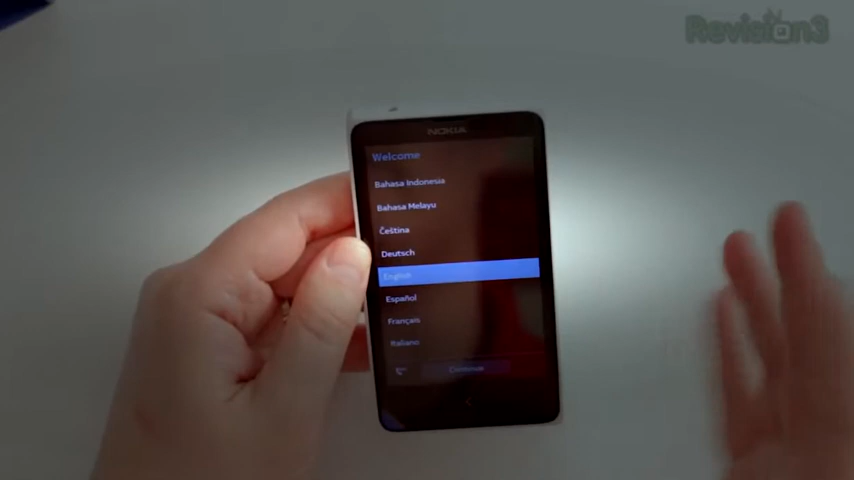 Revision3
NOKIA
Welcome
Bahasa Indonesia
Bahasa Melayu
Čeština
Deutsch
English
Español
Français
Italiano
Continue